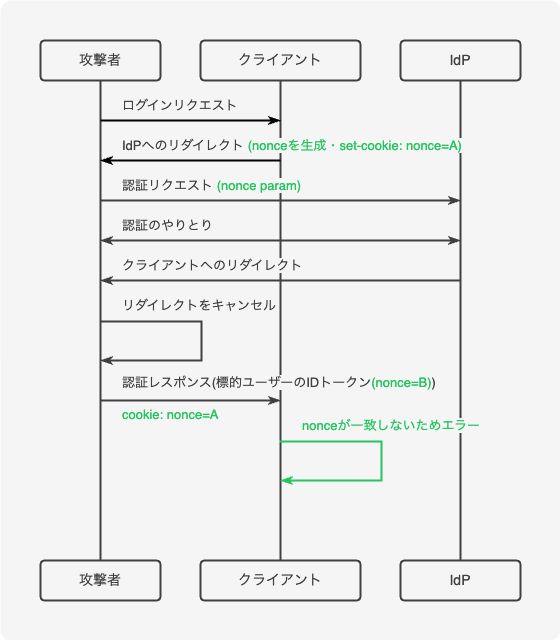 攻撃者
クライアント
IdP
ログインリクエスト
IdPへのリダイレクト (nonceを生成・set-cookie: nonce=A)
認証リクエスト (nonce param)
認証のやりとり
クライアントへのリダイレクト
リダイレクトをキャンセル
認証レスポンス(標的ユーザーのIDトークン(nonce=B))
cookie: nonce=A
nonceが一致しないためエラー
攻撃者
クライアント
IdP